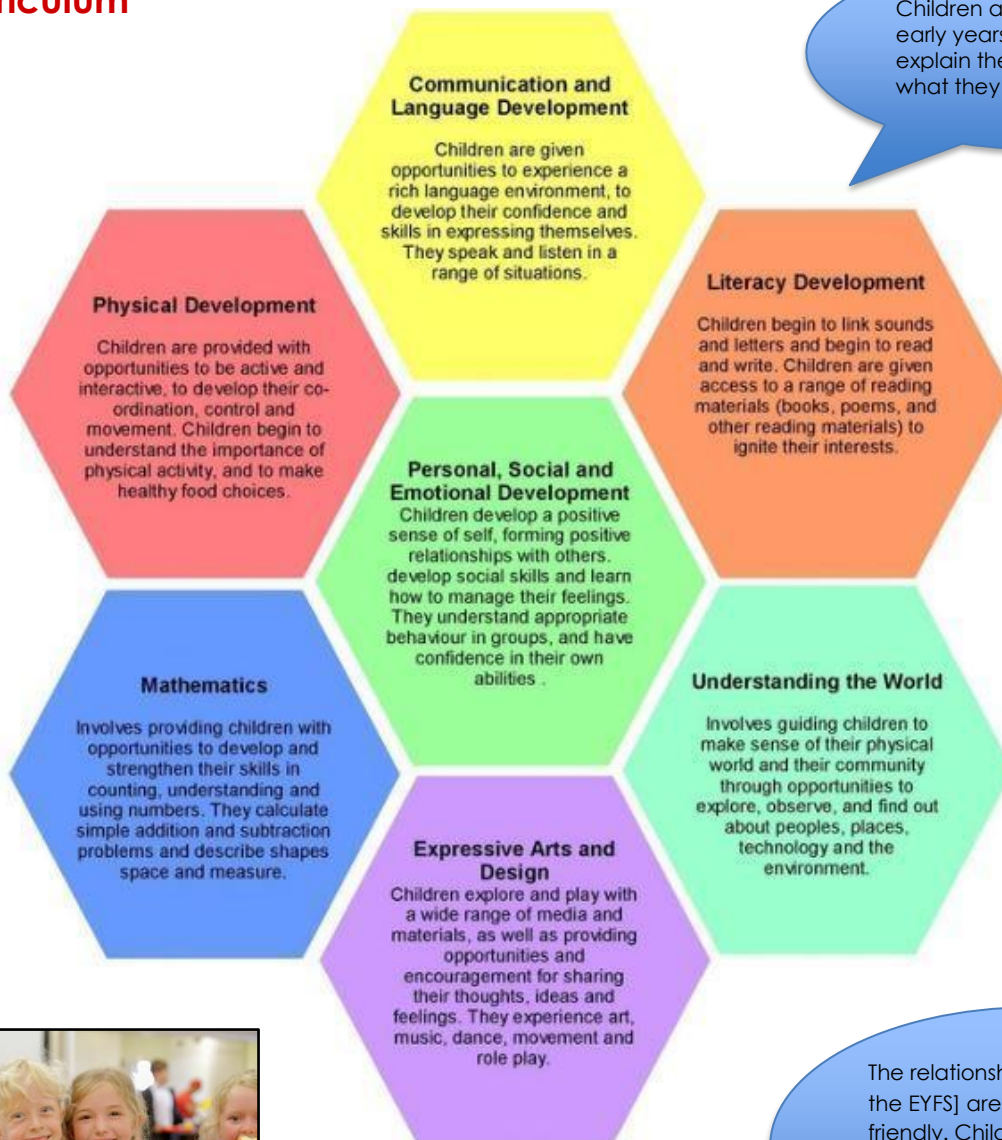 Children a
early years
explain the
what they
Communication and
Language Development
Children are given
opportunities to experience a
rich language environment, to
develop their confidence and
skills in expressing themselves.
They speak and listen in a
range of situations.
Physical Development
Children are provided with
opportunities to be active and
interactive, to develop their co-
ordination, control and
movement. Children begin to
understand the importance of
physical activity, and to make
healthy food choices.
Literacy Development
Children begin to link sounds
and letters and begin to read
and write. Children are given
access to a range of reading
materials (books, poems, and
other reading materials) to
ignite their interests.
Personal, Social and
Emotional Development
Children develop a positive
sense of self, forming positive
relationships with others.
develop social skills and learn
how to manage their feelings.
They understand appropriate
behaviour in groups, and have
confidence in their own
abilities .
Mathematics
Involves providing children with
opportunities to develop and
strengthen their skills in
counting, understanding and
using numbers. They calculate
simple addition and subtraction
problems and describe shapes
space and measure.
Understanding the World
Involves guiding children to
make sense of their physical
world and their community
through opportunities to
explore, observe, and find out
about peoples, places,
technology and the
environment.
Expressive Arts and
Design
Children explore and play with
a wide range of media and
materials, as well as providing
opportunities and
encouragement for sharing
their thoughts, ideas and
feelings. They experience art,
music, dance, movement and
role play.
The relationsh
the EYFS] are
friendly. Child